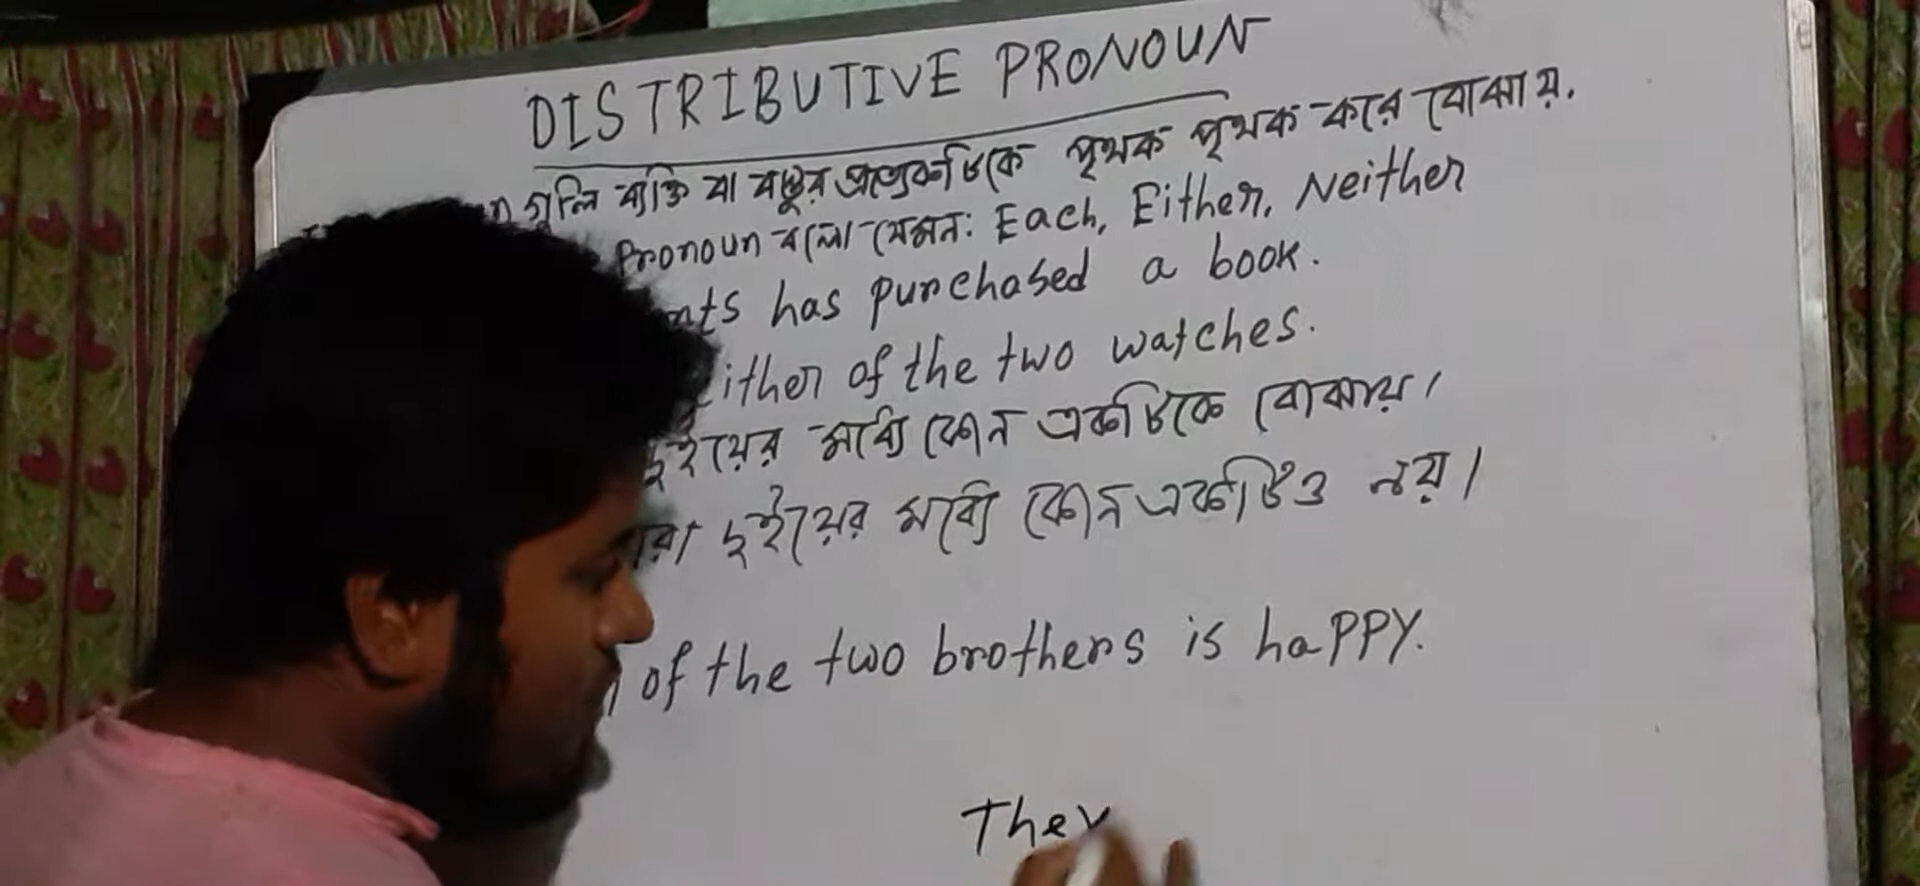 DISTRIBUTIVE PRONOUN
গুলি ব্যক্তি বা বস্তুর প্রত্যেকটিকে পৃথক পৃথক করে বোঝায়.
Pronoun বলে। যেমন: Each, Either, Neither
has purchased a book.
ither of the two watches.
ইয়ের মধ্যে কোন একটিকে বোঝায়।
রা দুইয়ের মধ্যে কোন একটিও নয়।
of the two brothers is happy.
They